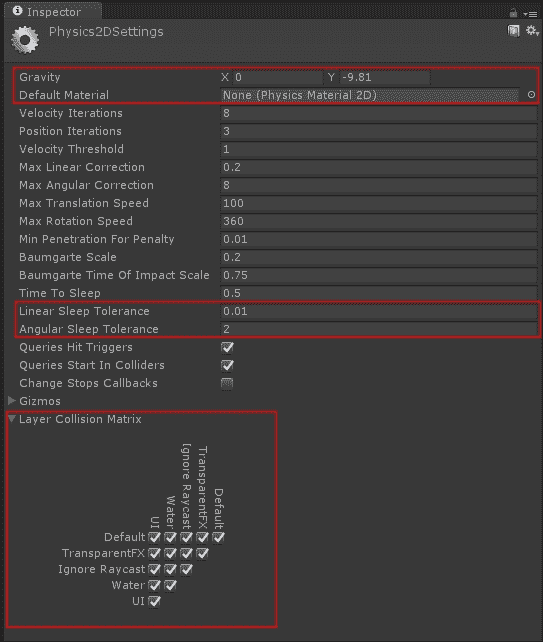 Inspector
Physics2DSettings
Gravity X 0 Y -9.81
Default Material None (Physics Material 2D)
Velocity Iterations 8
Position Iterations 3
Velocity Threshold 1
Max Linear Correction 0.2
Max Angular Correction 8
Max Translation Speed 100
Max Rotation Speed 360
Min Penetration For Penalty 0.01
Baumgarte Scale 0.2
Baumgarte Time Of Impact Scale 0.75
Time To Sleep 0.5
Linear Sleep Tolerance 0.01
Angular Sleep Tolerance 2
Queries Hit Triggers
Queries Start In Colliders
Change Stops Callbacks
Gizmos
Layer Collision Matrix
UI
Water
Ignore Raycast
TransparentFX
Default
Default
TransparentFX
Ignore Raycast
Water
UI